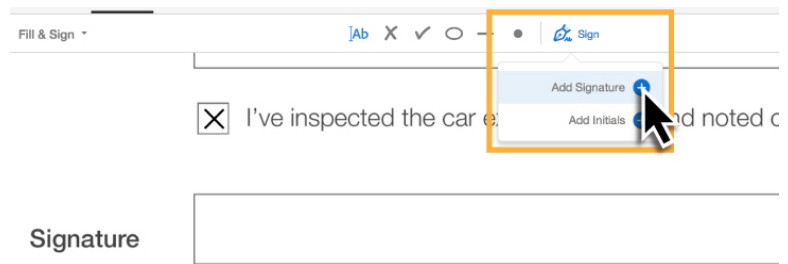 Fill & Sign Ab Sign
Add Signature
I've inspected the car nd noted
Add Initials
Signature